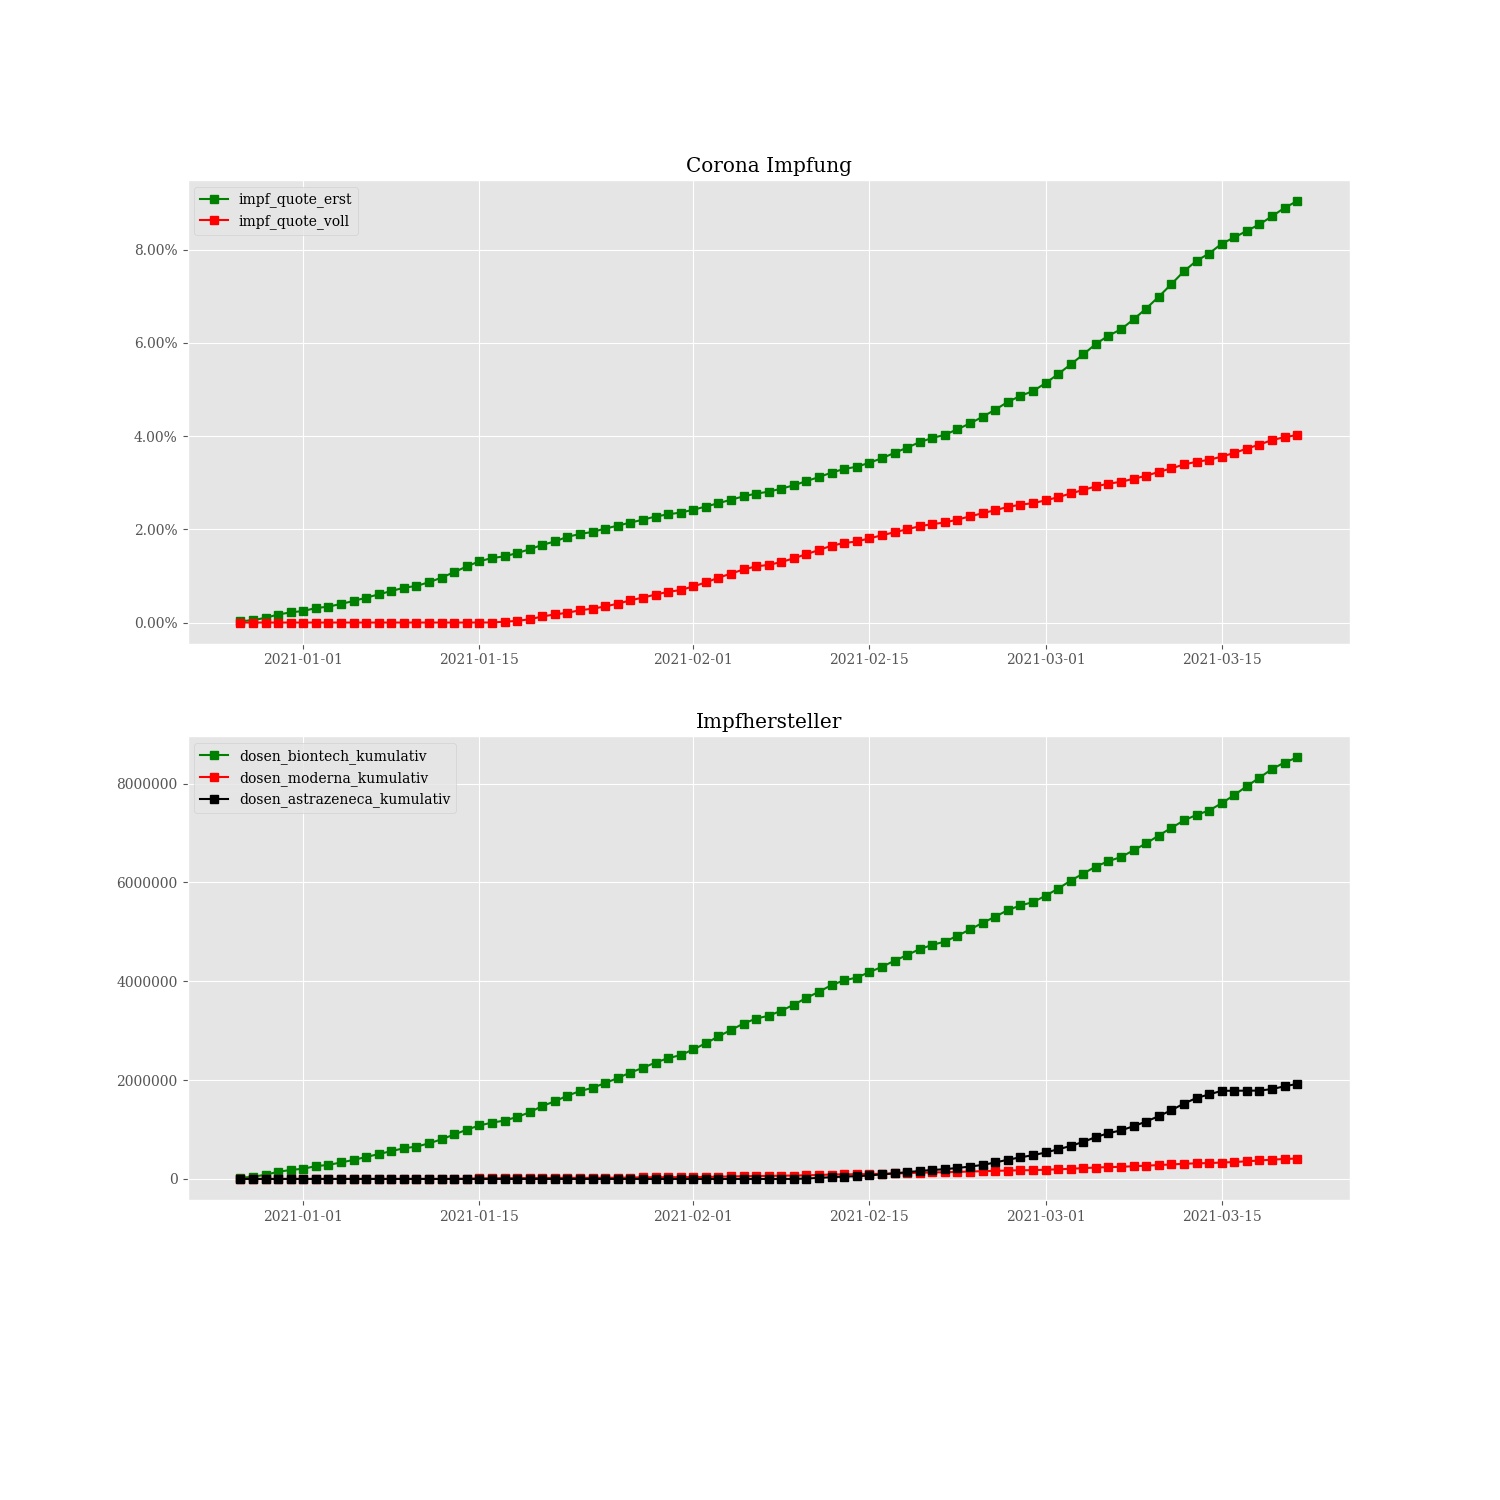 Corona Impfung
impf_quote_erst
impf_quote_voll
8.00%
6.00%
4.00%
2.00%
0.00%
2021-01-01 2021-01-15 2021-02-01 2021-02-15 2021-03-01 2021-03-15
Impfhersteller
dosen_biontech_kumulativ
dosen_moderna_kumulativ
dosen_astrazeneca_kumulativ
8000000
6000000
4000000
2000000
0
2021-01-01 2021-01-15 2021-02-01 2021-02-15 2021-03-01 2021-03-15